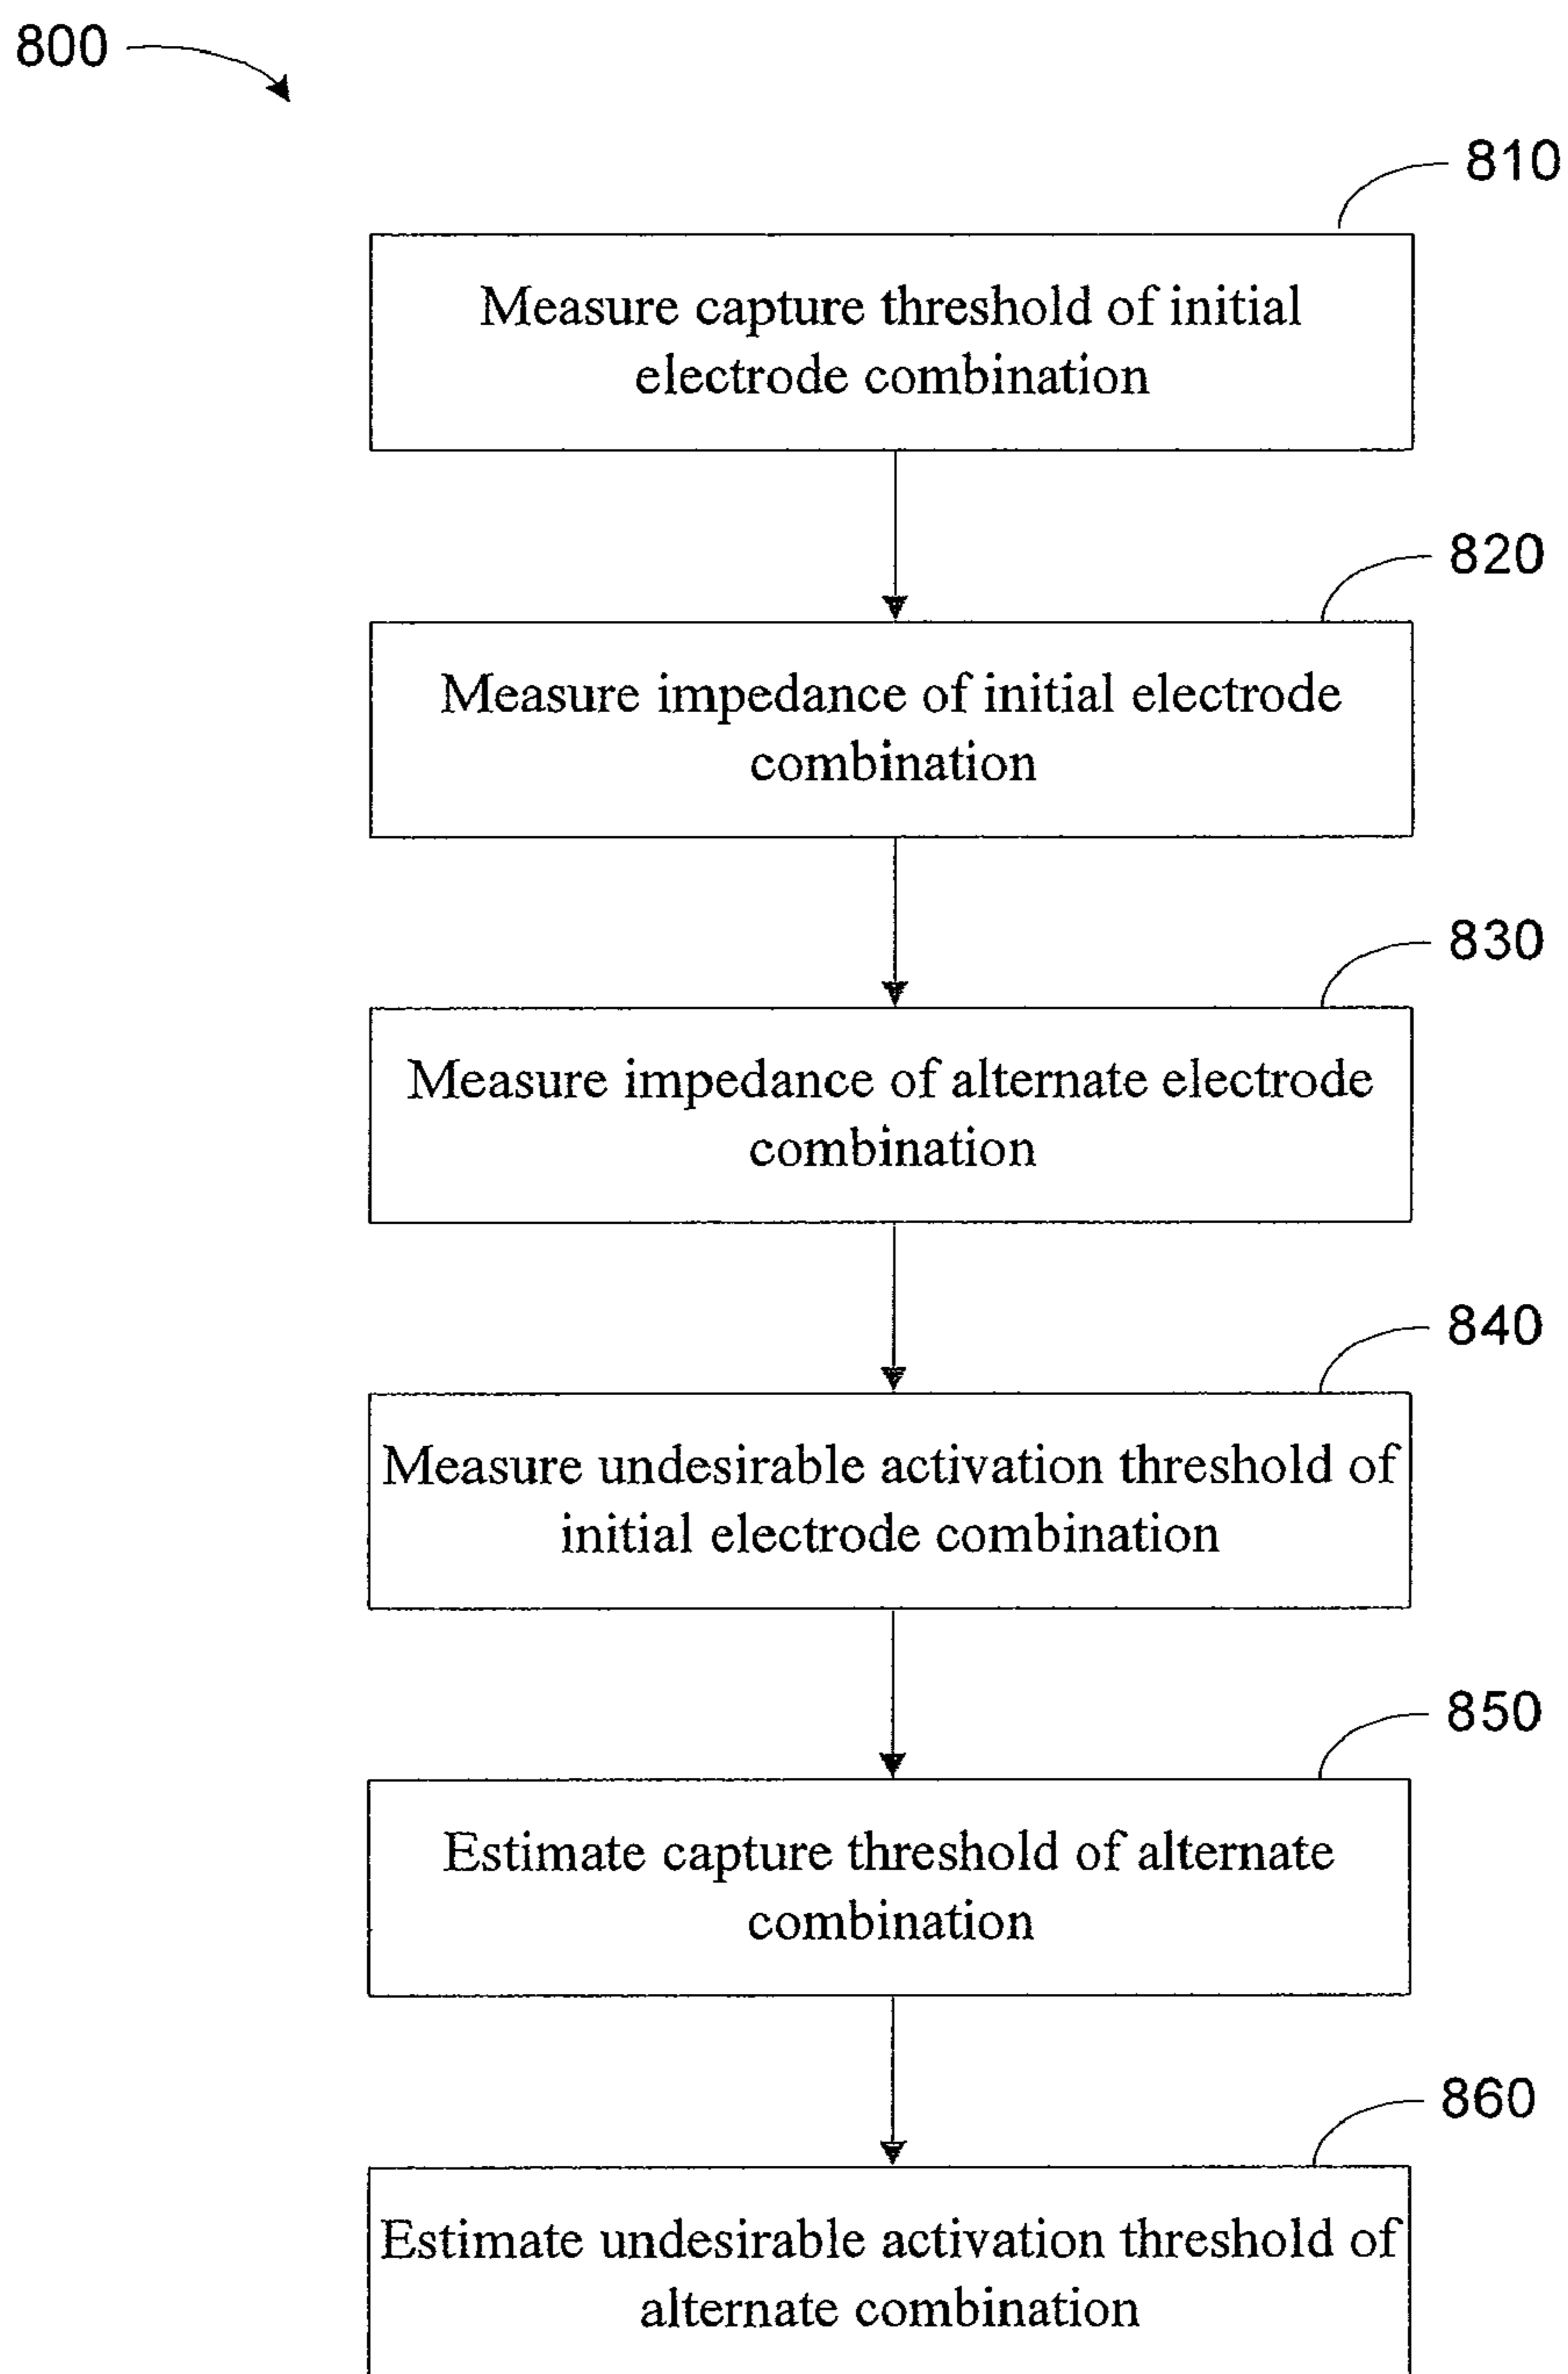 800
810
Measure capture threshold of initial
electrode combination
820
Measure impedance of initial electrode
combination
830
Measure impedance of alternate electrode
combination
840
Measure undesirable activation threshold of
initial electrode combination
850
Estimate capture threshold of alternate
combination
860
Estimate undesirable activation threshold of
alternate combination